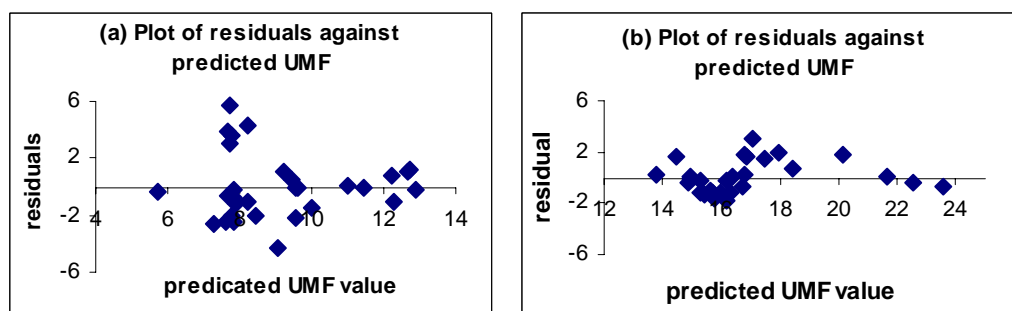 (a) Plot of residuals against
predicted UMF
6
2
-2
-6
4 6 8 10 12 14
residuals
predicated UMF value
(b) Plot of residuals against
predicted UMF
6
2
-2
-6
12 14 16 18 20 22 24
residual
predicted UMF value